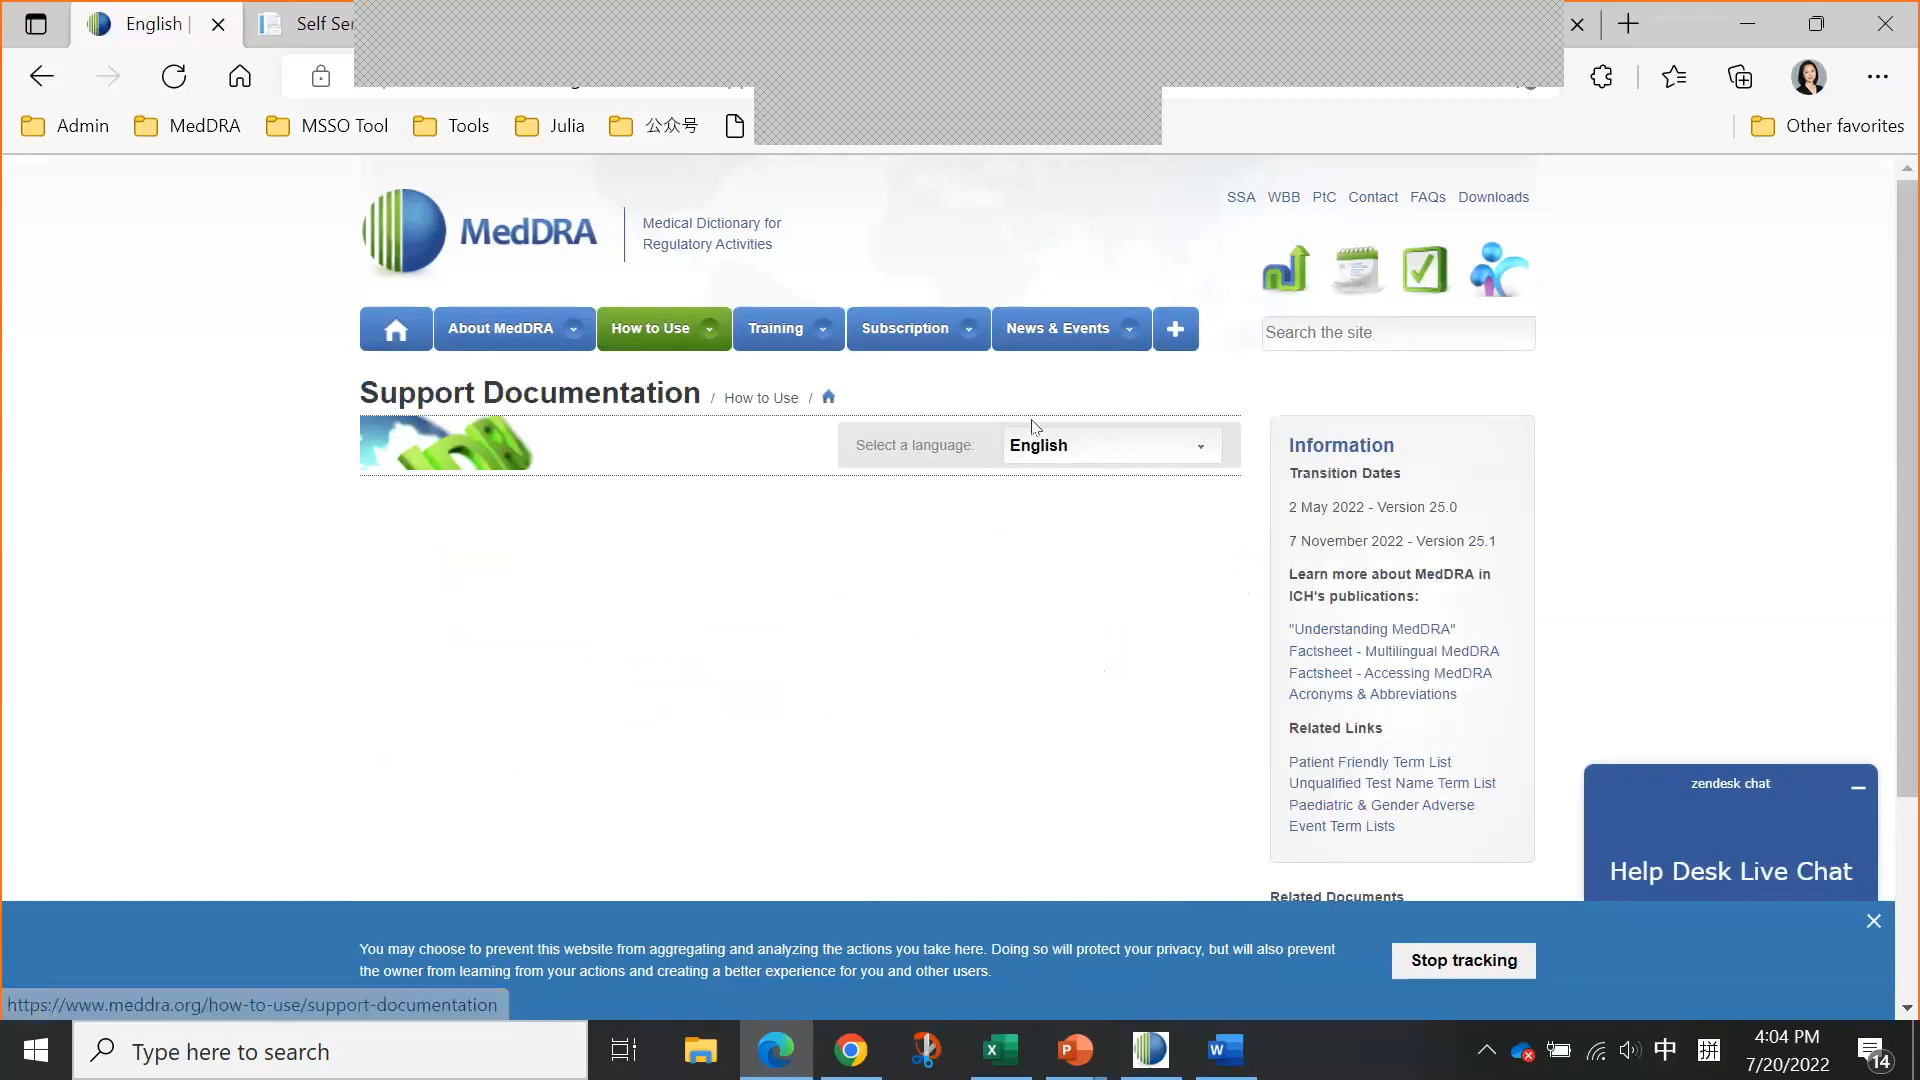 English |
Self Ser
Admin
MedDRA
MSSO Tool
Tools
Julia
公众号
Other favorites
MedDRA
Medical Dictionary for
Regulatory Activities
SSA WBB PtC Contact FAQs Downloads
About MedDRA
How to Use
Training
Subscription
News & Events
Search the site
Support Documentation / How to Use /
Select a language:
English
Information
Transition Dates
2 May 2022 - Version 25.0
7 November 2022 - Version 25.1
Learn more about MedDRA in
ICH's publications:
"Understanding MedDRA"
Factsheet - Multilingual MedDRA
Factsheet - Accessing MedDRA
Acronyms & Abbreviations
Related Links
Patient Friendly Term List
Unqualified Test Name Term List
Paediatric & Gender Adverse
Event Term Lists
Related Documents
zendesk chat
Help Desk Live Chat
You may choose to prevent this website from aggregating and analyzing the actions you take here. Doing so will protect your privacy, but will also prevent
the owner from learning from your actions and creating a better experience for you and other users.
Stop tracking
https://www.meddra.org/how-to-use/support-documentation
Type here to search
X
P
W
中
拼
4:04 PM
7/20/2022
14